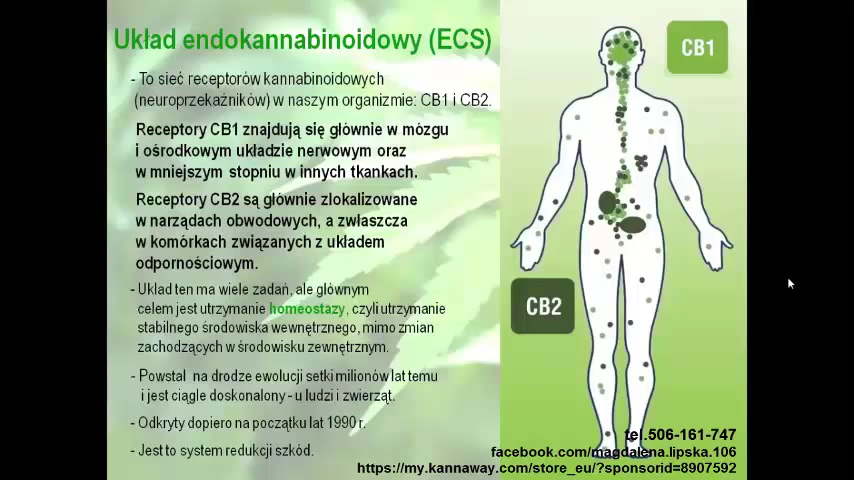 Układ endokannabinoidowy (ECS)
- To sieć receptorów kannabinoidowych
(neuroprzekaźników) w naszym organizmie: CB1 i CB2.
Receptory CB1 znajdują się głównie w mózgu
i ośrodkowym układzie nerwowym oraz
w mniejszym stopniu w innych tkankach.
Receptory CB2 są głównie zlokalizowane
w narządach obwodowych, a zwłaszcza
w komórkach związanych z układem
odpornościowym.
- Układ ten ma wiele zadań, ale głównym
celem jest utrzymanie homeostazy, czyli utrzymanie
stabilnego środowiska wewnętrznego, mimo zmian
zachodzących w środowisku zewnętrznym.
- Powstał na drodze ewolucji setki milionów lat temu
i jest ciągle doskonalony - u ludzi i zwierząt.
- Odkryty dopiero na początku lat 1990 r.
- Jest to system redukcji szkód.
CB1
CB2
tel.506-161-747
facebook.com/magdalena.lipska.106
https://my.kannaway.com/store_eu/?sponsorid=8907592